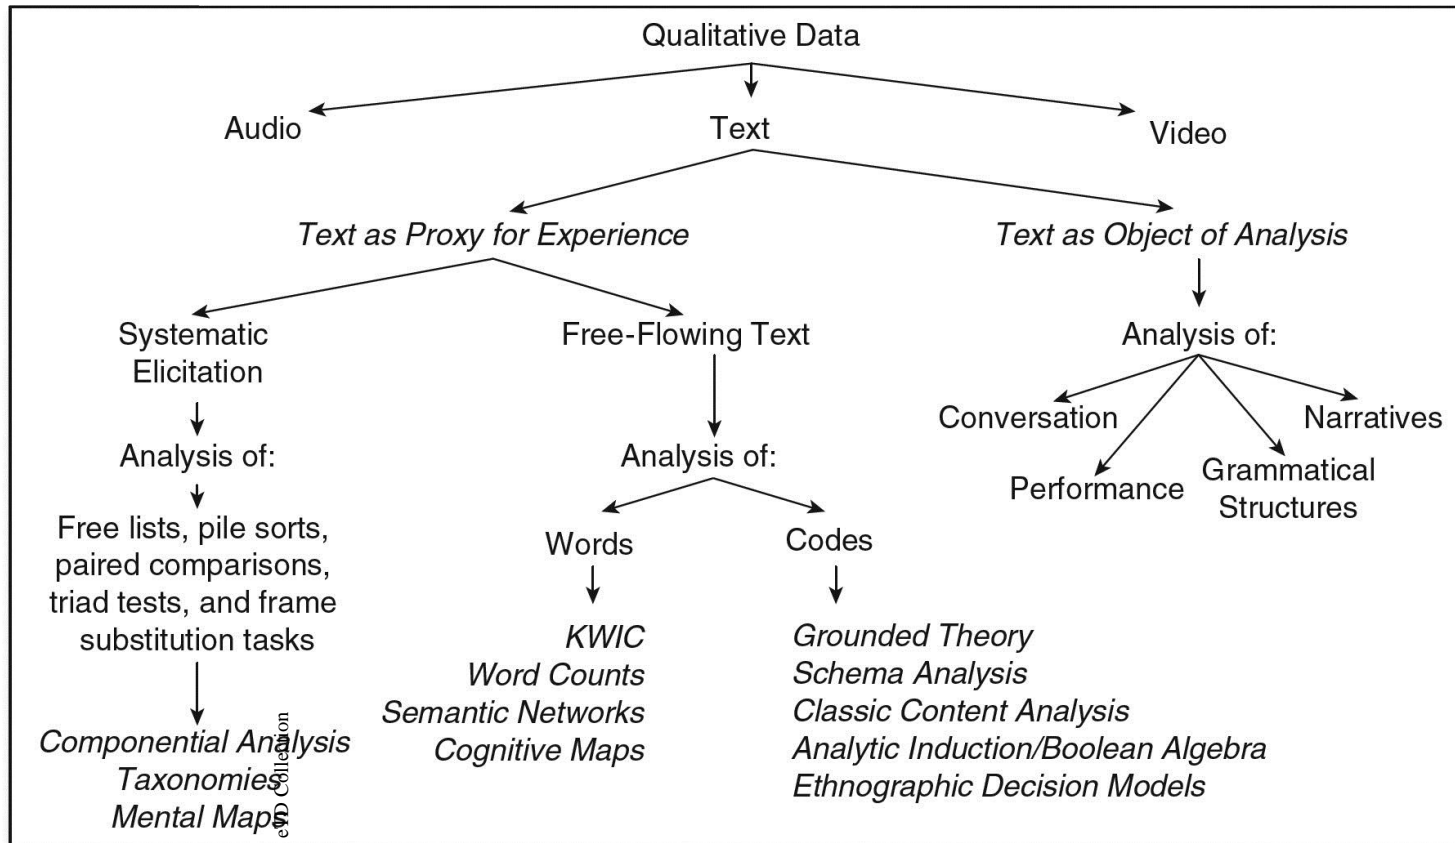 Qualitative Data
Audio
Text
Video
Text as Proxy for Experience
Text as Object of Analysis
Systematic
Elicitation
Free-Flowing Text
Analysis of:
Conversation
Narratives
Performance
Grammatical
Structures
Analysis of:
Analysis of:
Free lists, pile sorts,
paired comparisons,
triad tests, and frame
substitution tasks
Words
Codes
KWIC
Word Counts
Semantic Networks
Cognitive Maps
Grounded Theory
Schema Analysis
Classic Content Analysis
Analytic Induction/Boolean Algebra
Ethnographic Decision Models
Componential Analysis
Taxonomies
Mental Maps
Collection